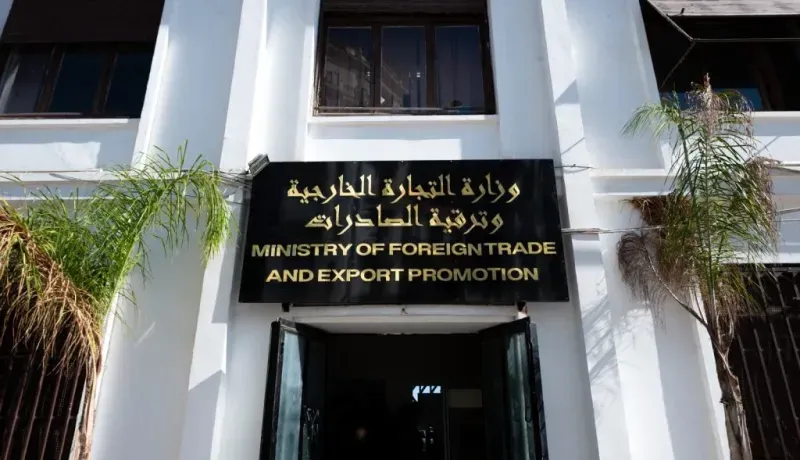 وزارة التجارة الخارجية
وترقية الصادرات
MINISTRY OF FOREIGN TRADE
AND EXPORT PROMOTION